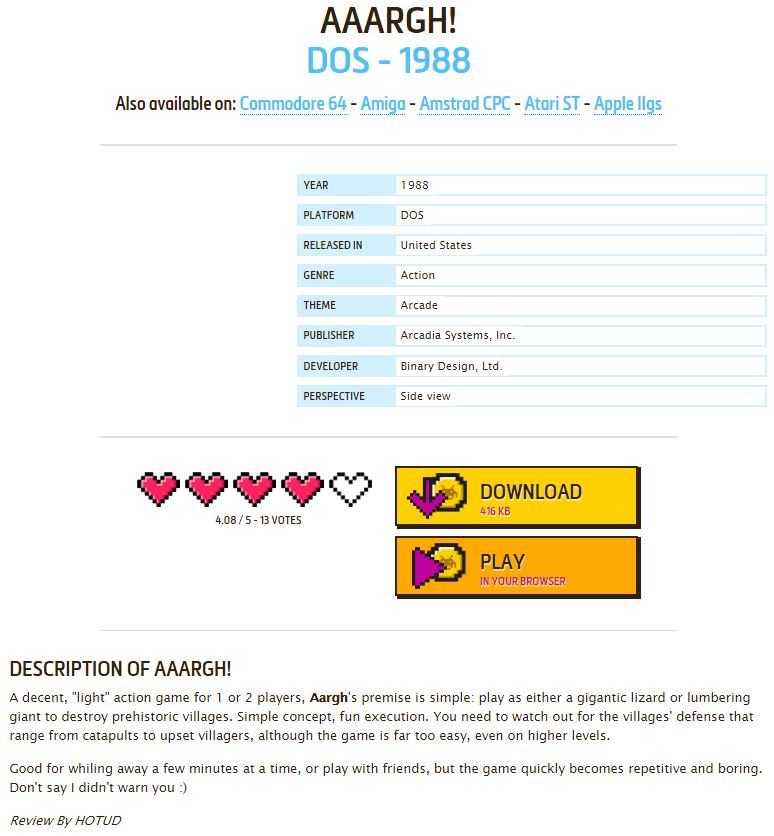 AAARGH!
DOS - 1988
Also available on: Commodore 64 - Amiga - Amstrad CPC - Atari ST - Apple IIgs
YEAR 1988
PLATFORM DOS
RELEASED IN United States
GENRE Action
THEME Arcade
PUBLISHER Arcadia Systems, Inc.
DEVELOPER Binary Design, Ltd.
PERSPECTIVE Side view
4.08 / 5 - 13 VOTES
DOWNLOAD
416 KB
PLAY
IN YOUR BROWSER
DESCRIPTION OF AAARGH!
A decent, "light" action game for 1 or 2 players, Aargh's premise is simple: play as either a gigantic lizard or lumbering
giant to destroy prehistoric villages. Simple concept, fun execution. You need to watch out for the villages' defense that
range from catapults to upset villagers, although the game is far too easy, even on higher levels.
Good for whiling away a few minutes at a time, or play with friends, but the game quickly becomes repetitive and boring.
Don't say I didn't warn you :)
Review By HOTUD